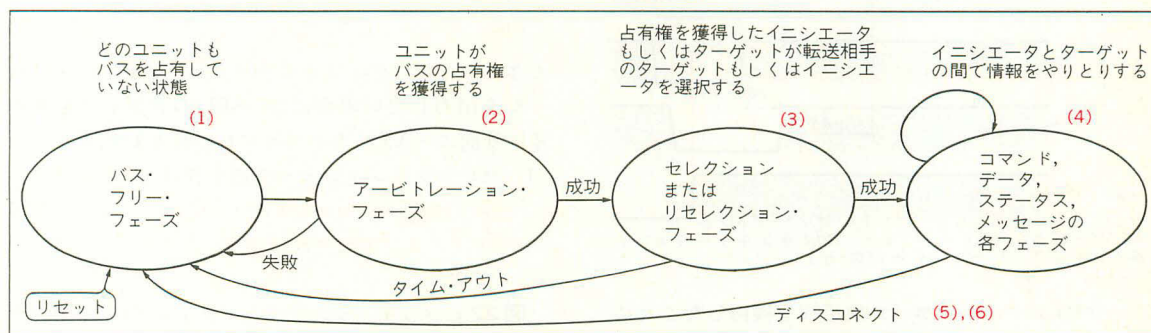 どのユニットも
バスを占有して
いない状態
(1)
ユニットが
バスの占有権
を獲得する
(2)
占有権を獲得したイニシエータ
もしくはターゲットが転送相手
のターゲットもしくはイニシエ
ータを選択する
(3)
イニシエータとターゲット
の間で情報をやりとりする
(4)
バス・
フリー・
フェーズ
アービトレーション・
フェーズ
成功
セレクション
または
リセレクション・
フェーズ
成功
コマンド,
データ,
ステータス,
メッセージの
各フェーズ
失敗
タイム・アウト
リセット
ディスコネクト (5),(6)